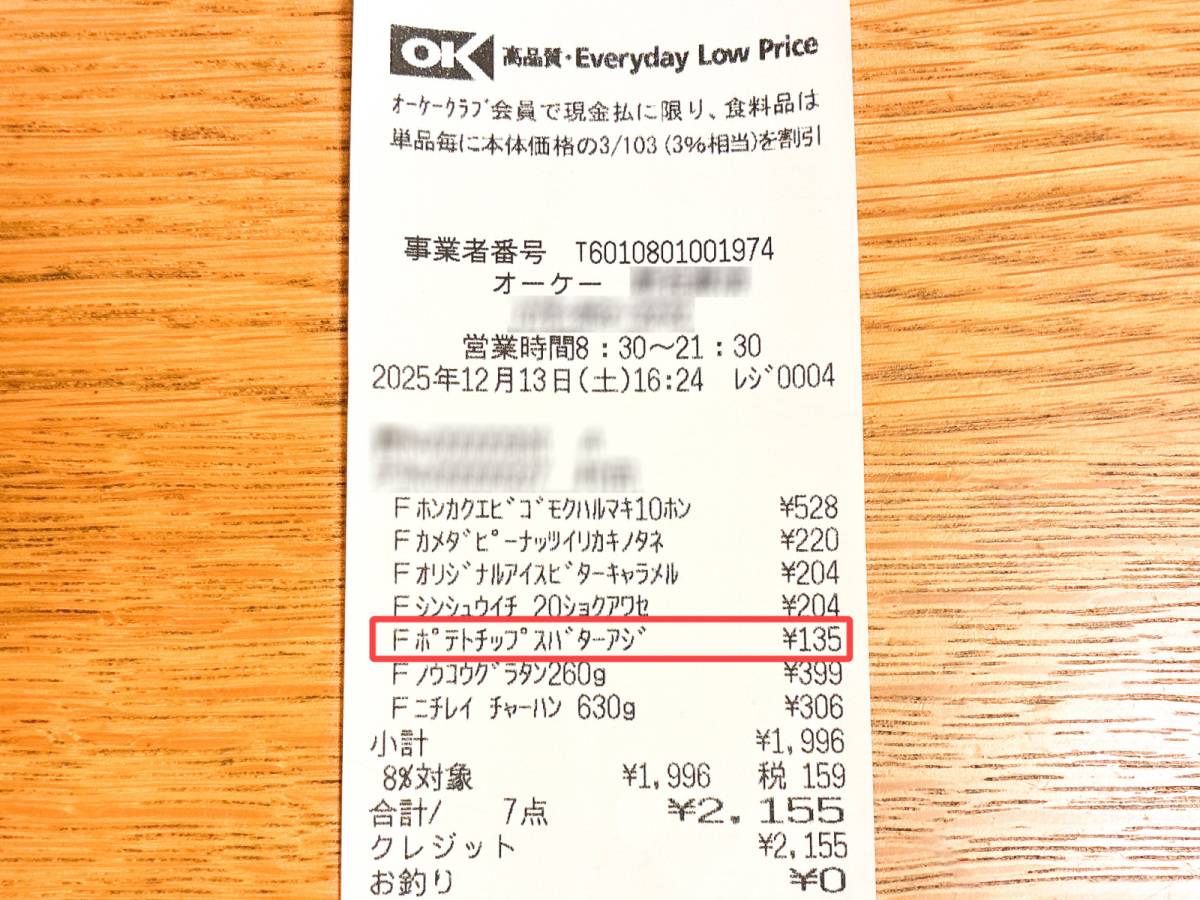 OK 高品質・Everyday Low Price
ｵｰｹｰｸﾗﾌﾞ会員で現金払に限り、食料品は
単品毎に本体価格の3/103(3%相当)を割引
事業者番号 T6010801001974
オーケー
営業時間8：30～21：30
2025年12月13日(土)16:24 ﾚｼﾞ0004
Fﾎﾝｶｸｴﾋﾞｺﾞﾓｸﾊﾙﾏｷ10ﾎﾝ ¥528
Fｶﾒﾀﾞﾋﾟｰﾅｯﾂｲﾘｶｷﾉﾀﾈ ¥220
Fｵﾘｼﾞﾅﾙｱｲｽﾋﾞﾀｰｷｬﾗﾒﾙ ¥204
Fｼﾝｼｭｳｲﾁ 20ｼｮｸｱﾜｾ ¥204
Fﾎﾟﾃﾄﾁｯﾌﾟｽﾊﾞﾀｰｱｼﾞ ¥135
Fﾉｳｺｳｸﾞﾗﾀﾝ260g ¥399
Fﾆﾁﾚｲ ﾁｬｰﾊﾝ 630g ¥306
小計 ¥1,996
8%対象 ¥1,996 税 159
合計/ 7点 ¥2,155
クレジット ¥2,155
お釣り ¥0